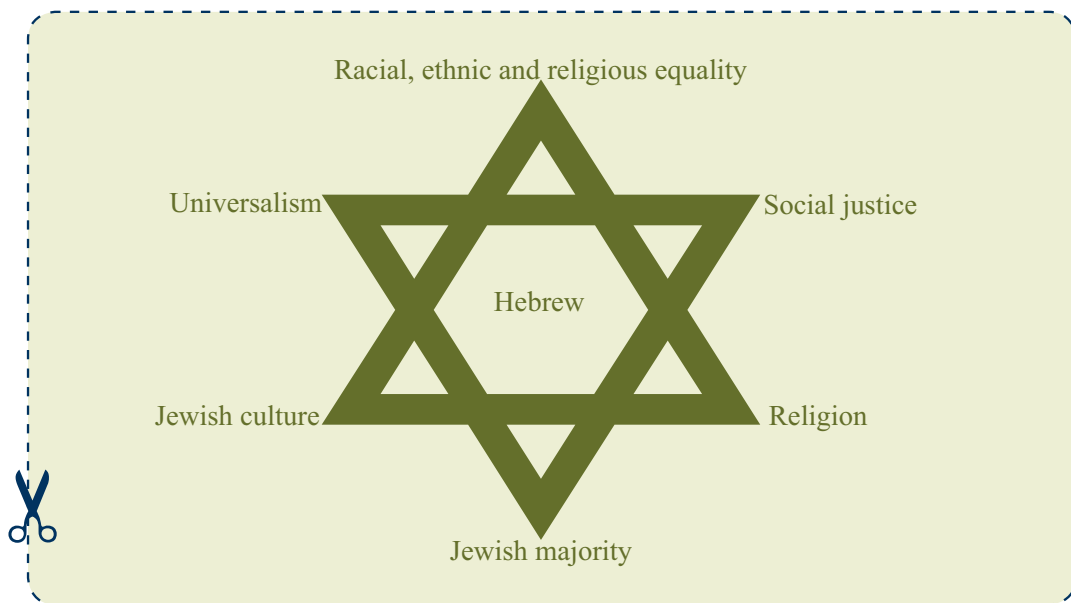 Racial, ethnic and religious equality
Universalism
Social justice
Hebrew
Jewish culture
Religion
Jewish majority